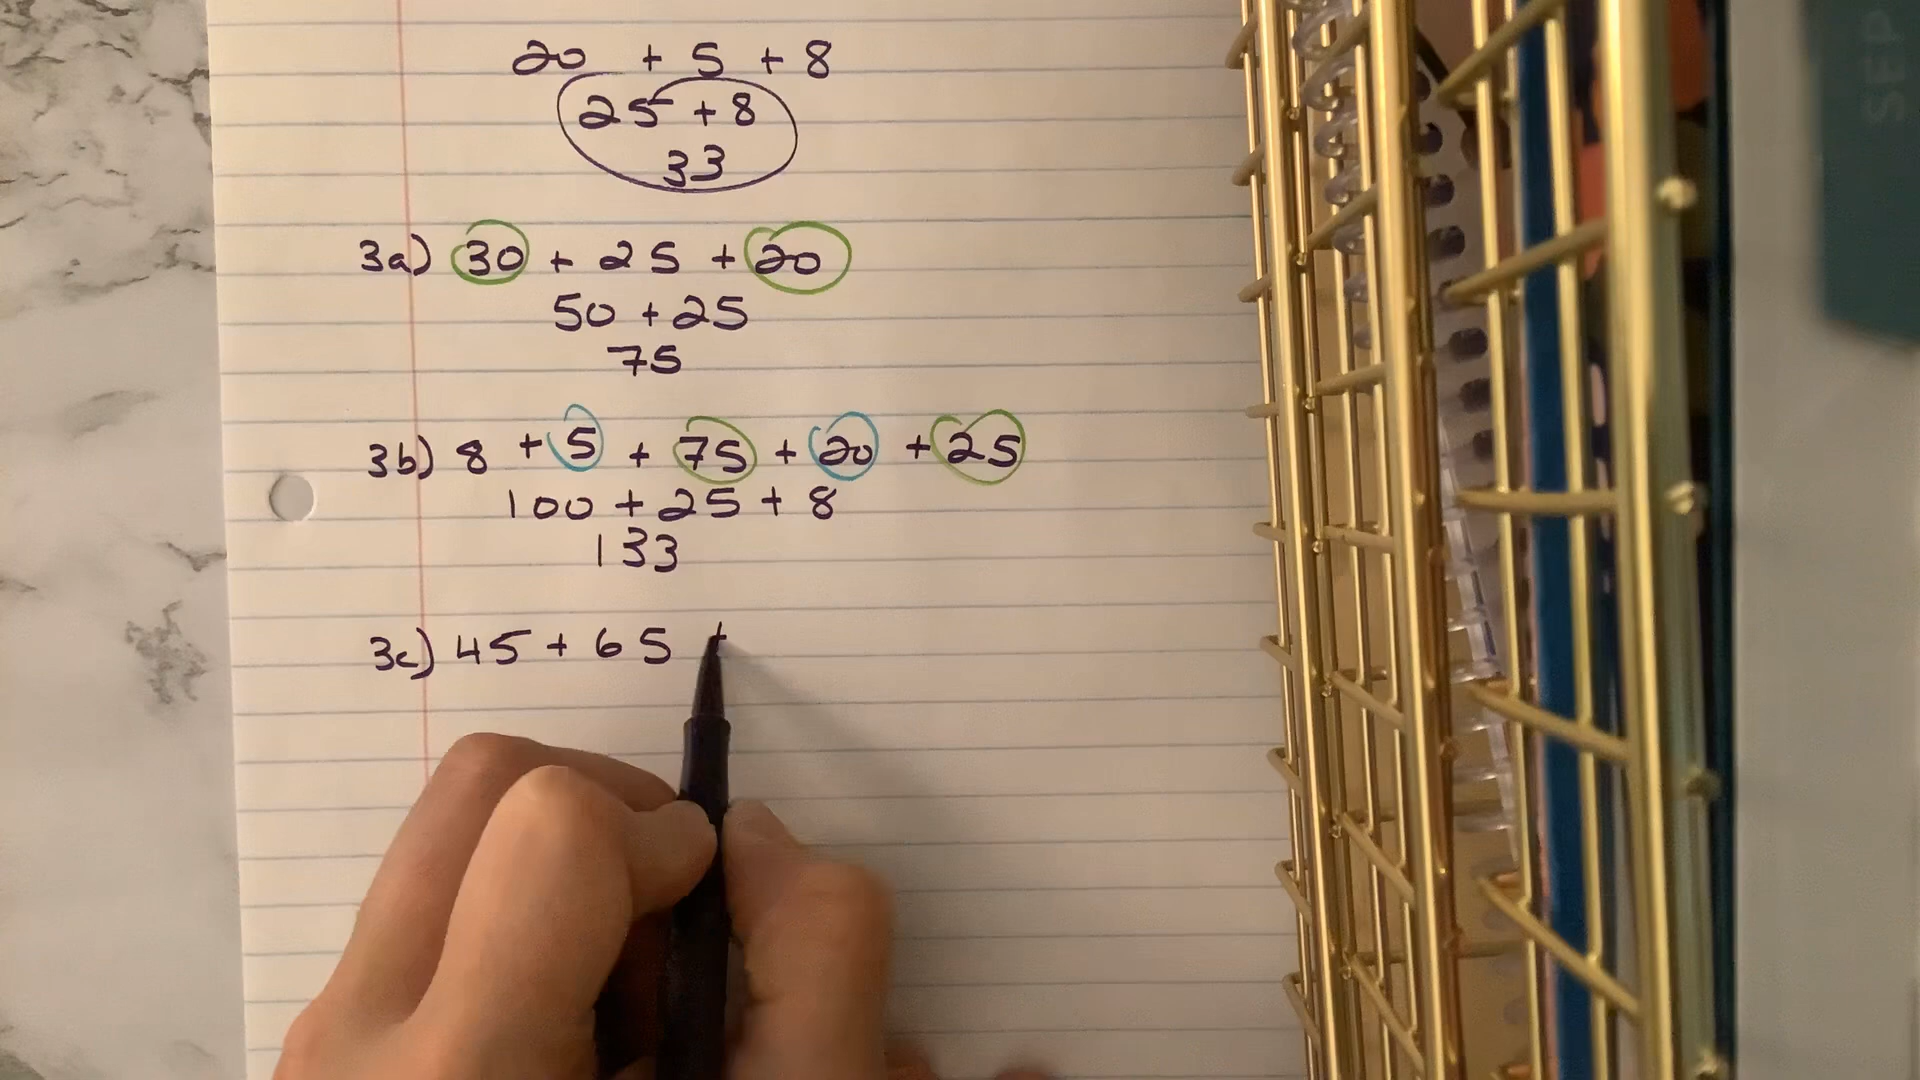 20 + 5 + 8
25 + 8
33
3a) 30 + 25 + 20
50 + 25
75
3b) 8 + 5 + 75 + 20 + 25
100 + 25 + 8
133
3c) 45 + 65 +
SEP